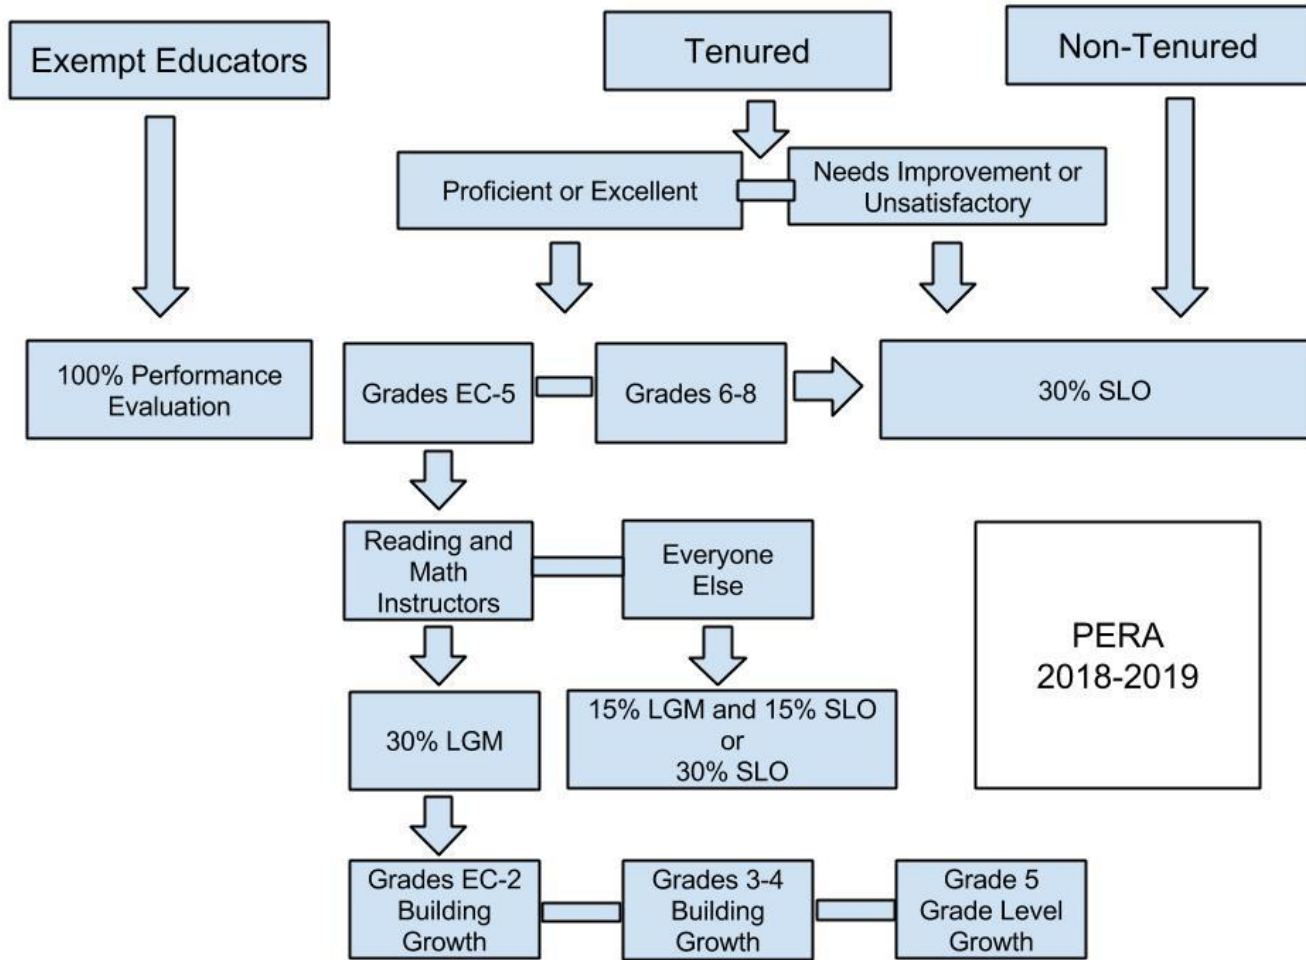 Exempt Educators
Tenured
Non-Tenured
Proficient or Excellent
Needs Improvement or
Unsatisfactory
100% Performance
Evaluation
Grades EC-5
Grades 6-8
30% SLO
Reading and
Math
Instructors
Everyone
Else
PERA
2018-2019
30% LGM
15% LGM and 15% SLO
or
30% SLO
Grades EC-2
Building
Growth
Grades 3-4
Building
Growth
Grade 5
Grade Level
Growth